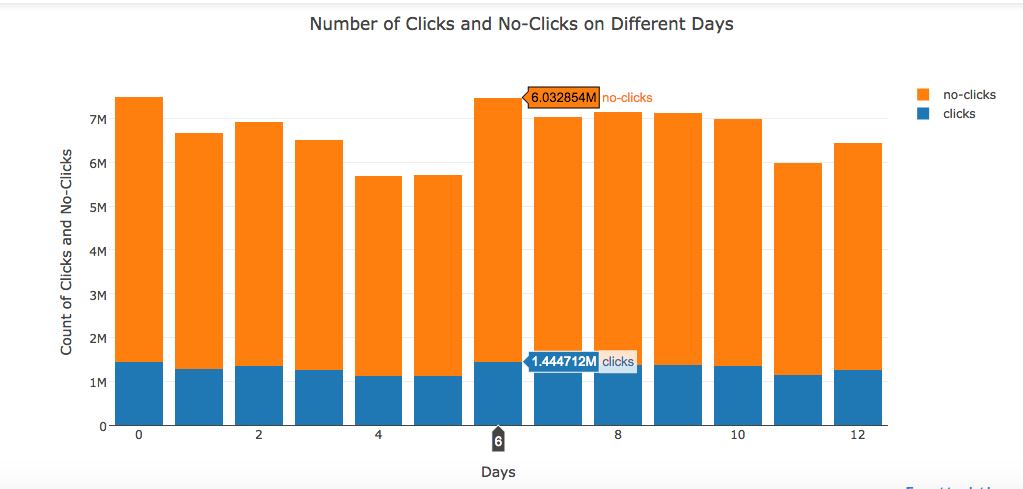 Number of Clicks and No-Clicks on Different Days
6.032854M no-clicks
no-clicks
clicks
7M
6M
5M
4M
3M
2M
1M
0
Count of Clicks and No-Clicks
1.444712M clicks
0
2
4
6
8
10
12
Days